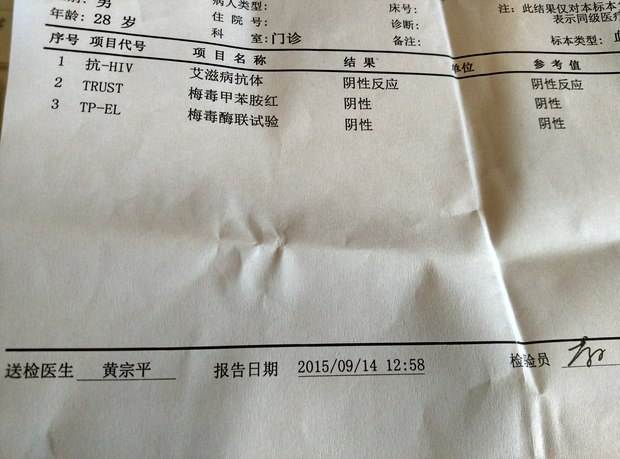 别: 男 病人类型: 床号: 注: 此结果仅对本标本
年龄: 28 岁 住院号: 诊断: 表示同级医疗
科 室: 门诊 备注: 标本类型:
序号 项目代号 项目名称 结果 单位 参考值
1 抗-HIV 艾滋病抗体 阴性反应 阴性反应
2 TRUST 梅毒甲苯胺红 阴性 阴性
3 TP-EL 梅毒酶联试验 阴性 阴性
送检医生 黄宗平 报告日期 2015/09/14 12:58 检验员